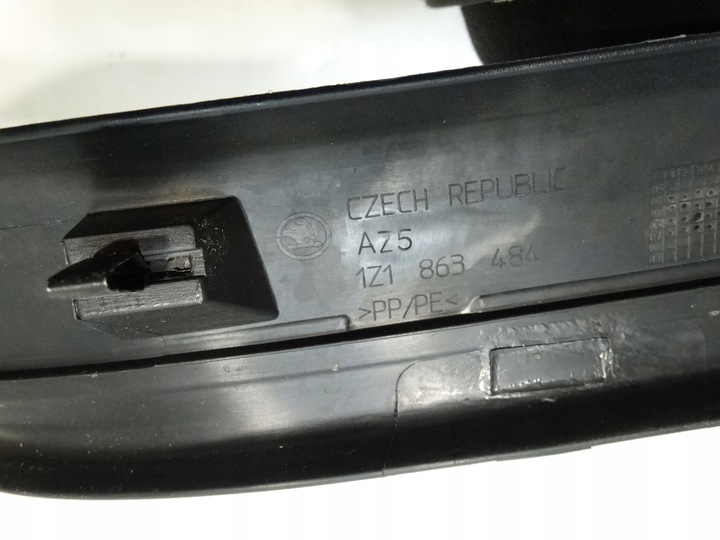 CZECH REPUBLIC
AZ5
1Z1 863 484
>PP/PE<